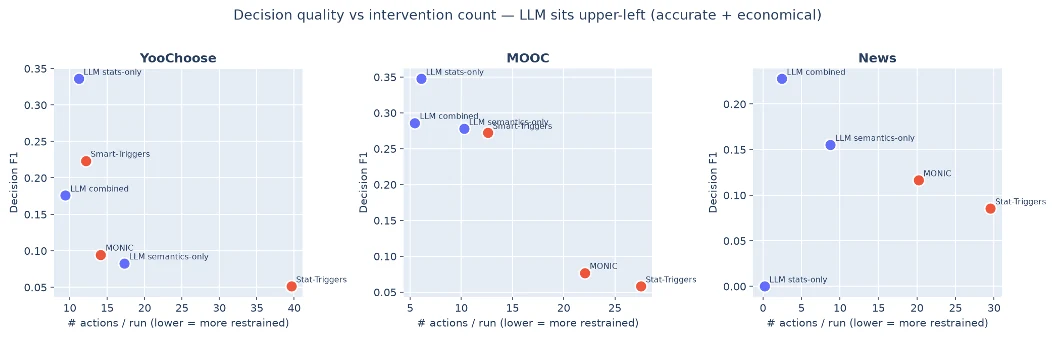 Decision quality vs intervention count — LLM sits upper-left (accurate + economical)
YooChoose
Decision F1
0.35
0.30
0.25
0.20
0.15
0.10
0.05
LLM stats-only
Smart-Triggers
LLM combined
MONIC
LLM semantics-only
Stat-Triggers
10 15 20 25 30 35 40
# actions / run (lower = more restrained)
MOOC
Decision F1
0.35
0.30
0.25
0.20
0.15
0.10
0.05
LLM stats-only
LLM combined
LLM semantics-only
Smart-Triggers
MONIC
Stat-Triggers
5 10 15 20 25
# actions / run (lower = more restrained)
News
Decision F1
0.20
0.15
0.10
0.05
0.00
LLM combined
LLM semantics-only
MONIC
Stat-Triggers
LLM stats-only
0 5 10 15 20 25 30
# actions / run (lower = more restrained)